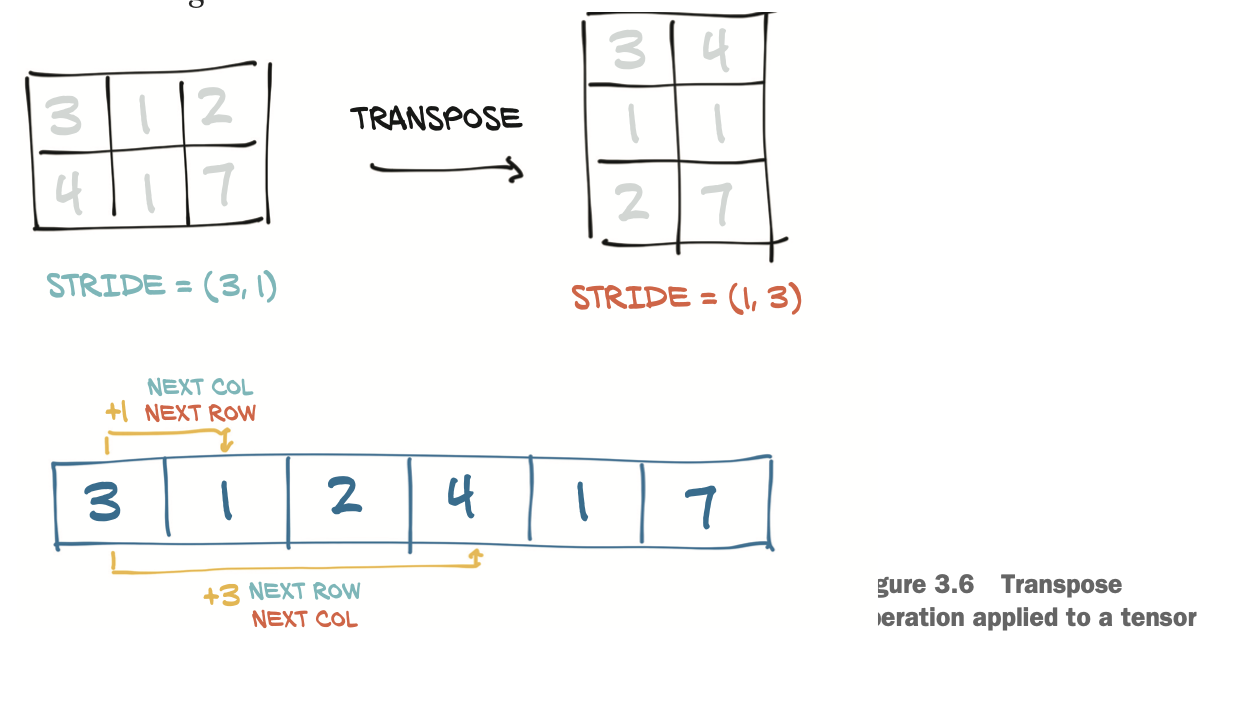 g
3 1 2
4 1 7
STRIDE = (3, 1)
TRANSPOSE
3 4
1 1
2 7
STRIDE = (1, 3)
NEXT COL
+1 NEXT ROW
3 1 2 4 1 7
+3 NEXT ROW
NEXT COL
gure 3.6 Transpose
peration applied to a tensor